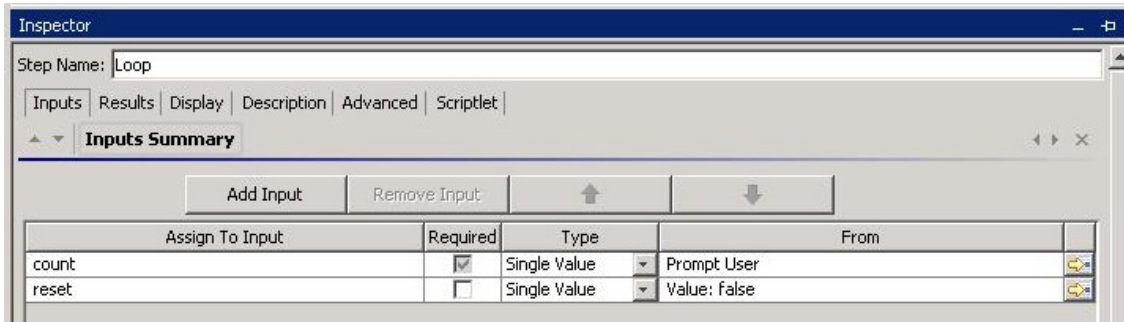 Inspector
Step Name: Loop
Inputs Results Display Description Advanced Scriptlet
Inputs Summary
Add Input Remove Input
Assign To Input Required Type From
count Single Value Prompt User
reset Single Value Value: false